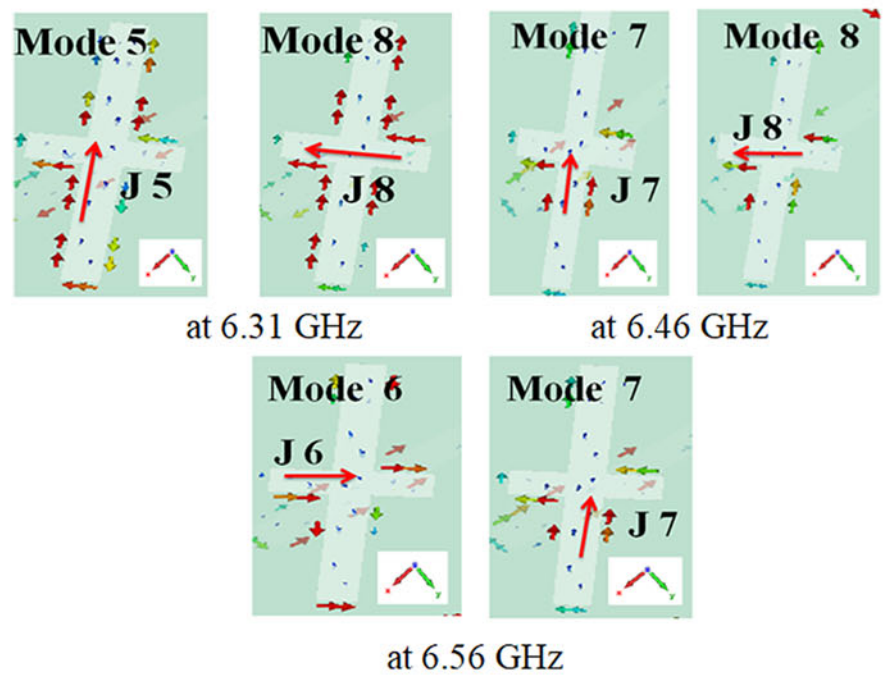 Mode 5
Mode 8
Mode 7
Mode 8
J 5
J 8
J 7
J 8
at 6.31 GHz
at 6.46 GHz
Mode 6
Mode 7
J 6
J 7
at 6.56 GHz